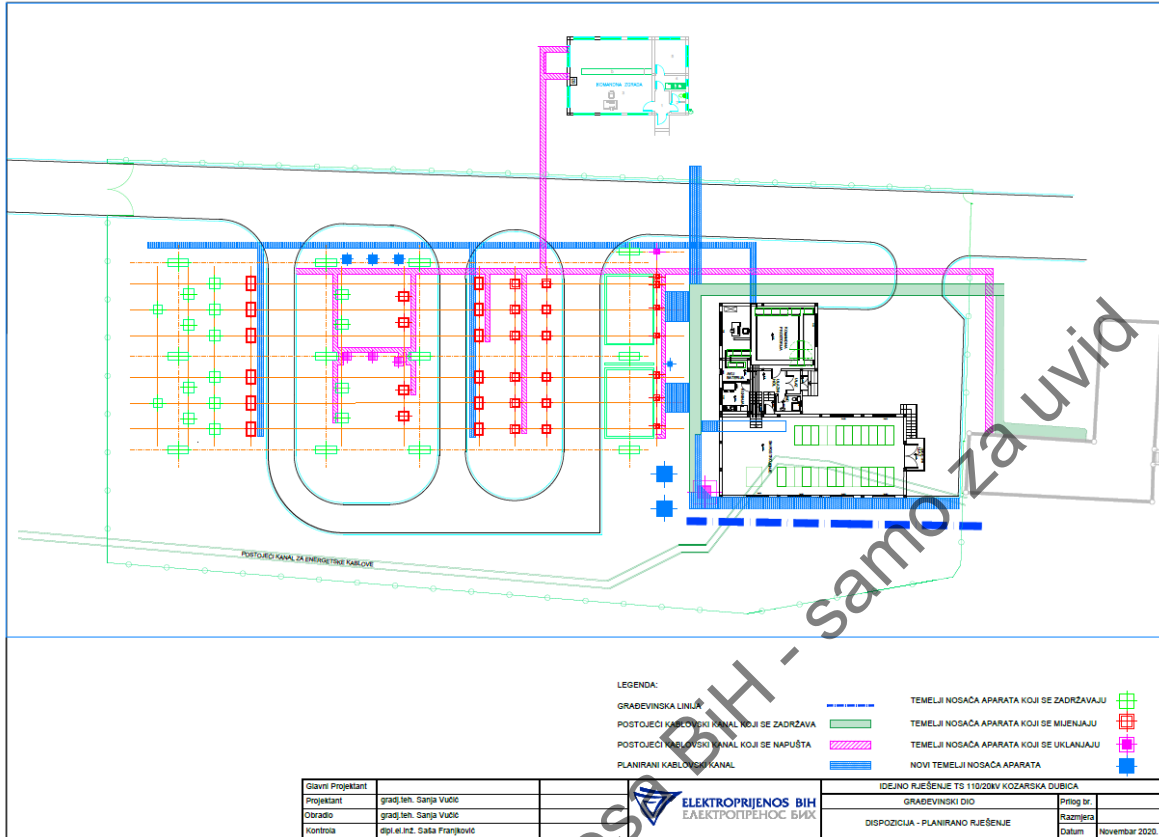 KOMANDNA ZGRADA
POSTOJEĆI KANAL ZA ENERGETSKE KABLOVE
LEGENDA:
GRAĐEVINSKA LINIJA
POSTOJEĆI KABLOVSKI KANAL KOJI SE ZADRŽAVA
POSTOJEĆI KABLOVSKI KANAL KOJI SE NAPUŠTA
PLANIRANI KABLOVSKI KANAL
TEMELJI NOSAČA APARATA KOJI SE ZADRŽAVAJU
TEMELJI NOSAČA APARATA KOJI SE MIJENJAJU
TEMELJI NOSAČA APARATA KOJI SE UKLANJAJU
NOVI TEMELJI NOSAČA APARATA
Glavni Projektant
Projektant gradj.teh. Sanja Vučić
Obradio gradj.teh. Sanja Vučić
Kontrola dipl.el.inž. Saša Franjković
ELEKTROPRIJENOS BIH
ЕЛЕКТРОПРЕНОС БИХ
IDEJNO RJEŠENJE TS 110/20kV KOZARSKA DUBICA
GRAĐEVINSKI DIO
DISPOZICIJA - PLANIRANO RJEŠENJE
Prilog br.
Razmjera
Datum Novembar 2020.
sa BiH - samo za uvid